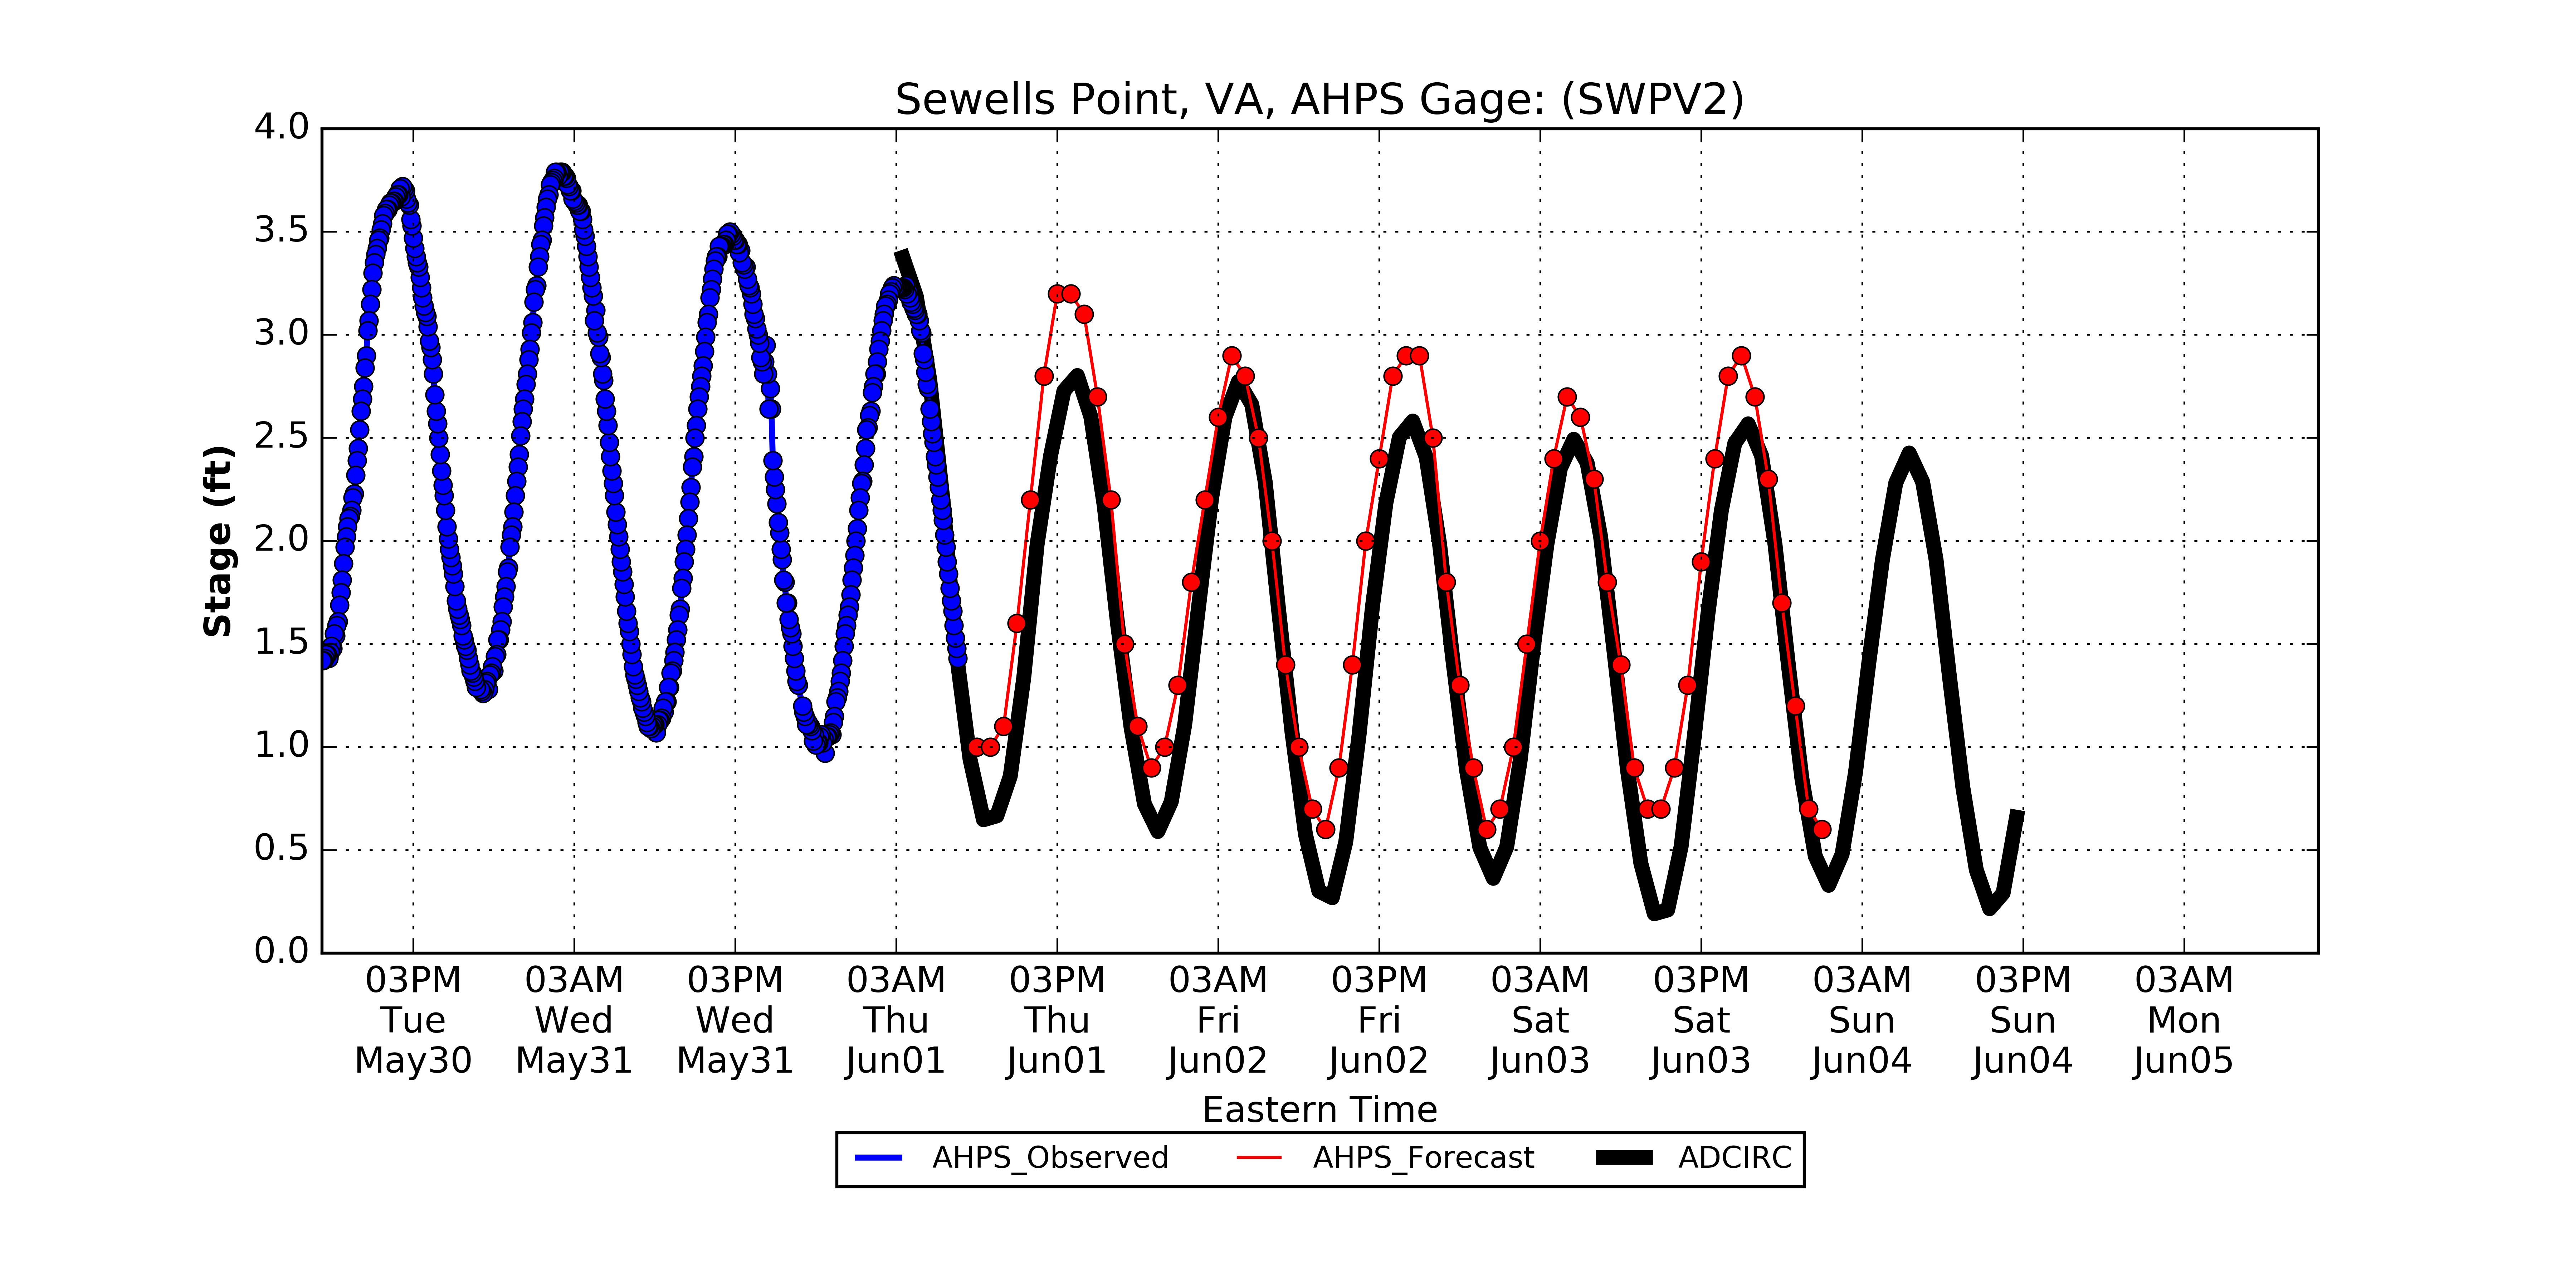 Sewells Point, VA, AHPS Gage: (SWPV2)
4.0
3.5
3.0
2.5
2.0
1.5
1.0
0.5
0.0
Stage (ft)
03PM 03AM 03PM 03AM 03PM 03AM 03PM 03AM 03PM 03AM 03PM 03AM
Tue Wed Wed Thu Thu Fri Fri Sat Sat Sun Sun Mon
May30 May31 May31 Jun01 Jun01 Jun02 Jun02 Jun03 Jun03 Jun04 Jun04 Jun05
Eastern Time
AHPS_Observed AHPS_Forecast ADCIRC